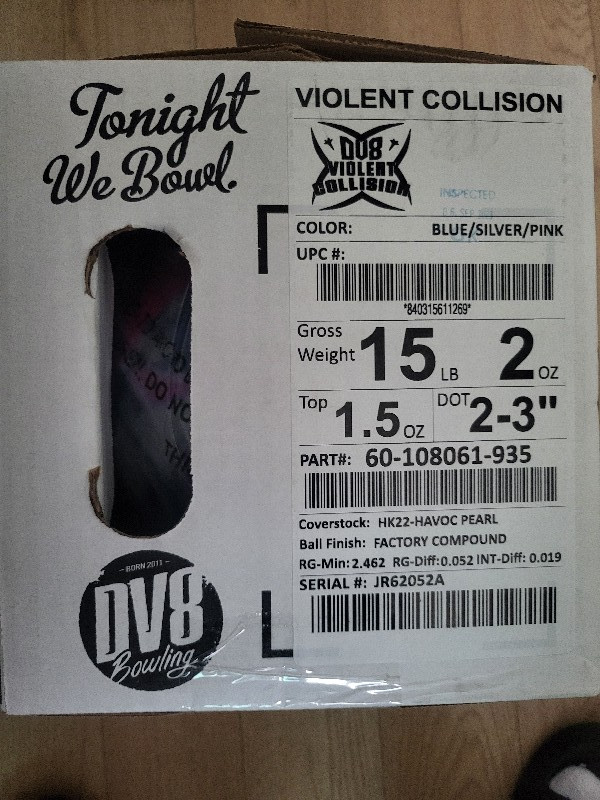 Tonight
We Bowl.
VIOLENT COLLISION
DV8
VIOLENT
COLLISION
INSPECTED
COLOR: BLUE/SILVER/PINK
UPC #:
*840315611269*
Gross Weight 15 LB 2 OZ
Top 1.5 OZ DOT 2-3"
PART#: 60-108061-935
Coverstock: HK22-HAVOC PEARL
Ball Finish: FACTORY COMPOUND
RG-Min: 2.462 RG-Diff: 0.052 INT-Diff: 0.019
SERIAL #: JR62052A
DO NO
BORN 2011
DV8
Bowling